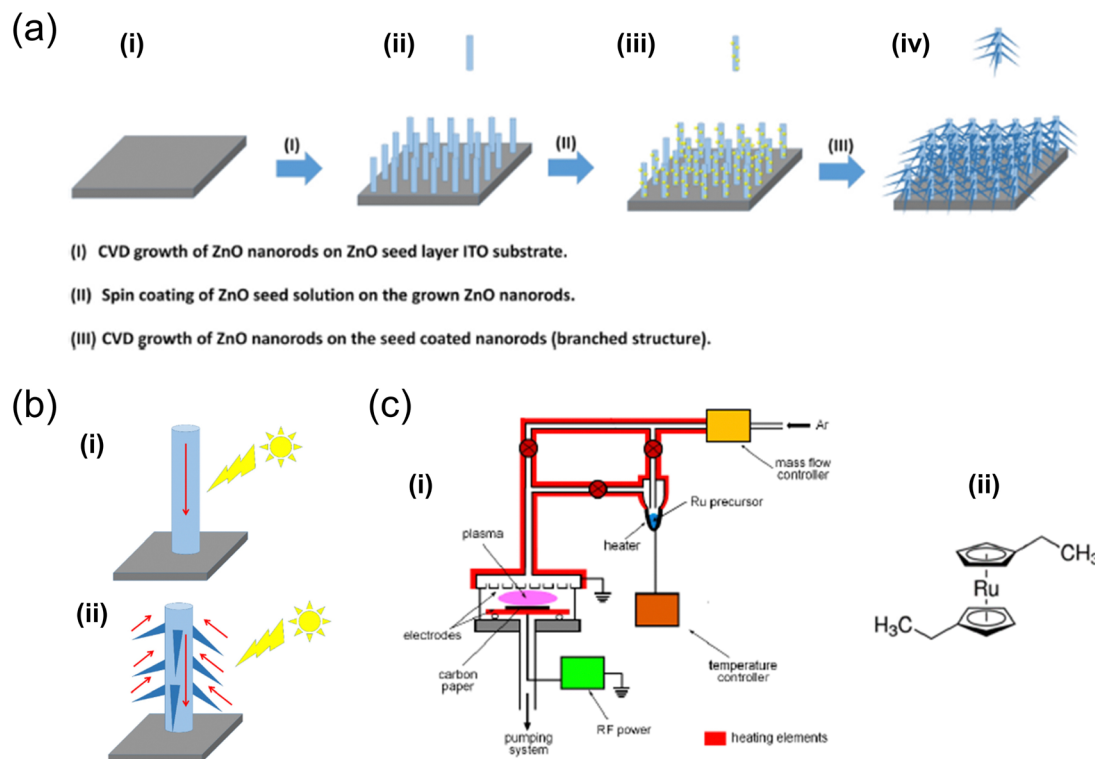 (a)
(i)
(ii)
(iii)
(iv)
(I)
(II)
(III)
(I) CVD growth of ZnO nanorods on ZnO seed layer ITO substrate.
(II) Spin coating of ZnO seed solution on the grown ZnO nanorods.
(III) CVD growth of ZnO nanorods on the seed coated nanorods (branched structure).
(b)
(i)
(ii)
(c)
(i)
Ar
mass flow
controller
Ru precursor
heater
plasma
electrodes
carbon
paper
temperature
controller
RF power
pumping
system
heating elements
(ii)
CH3
Ru
H3C